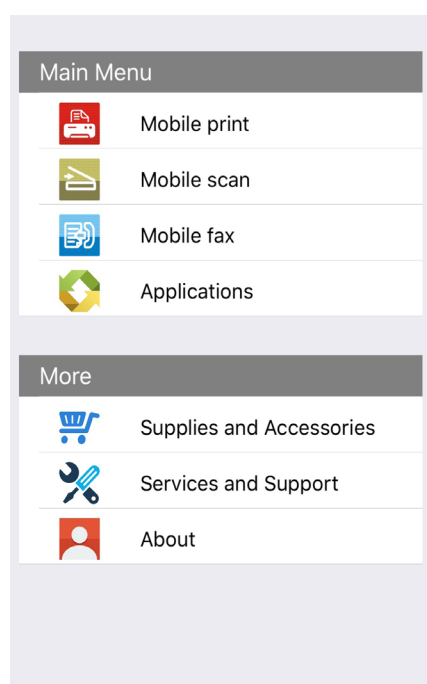 Main Menu
Mobile print
Mobile scan
Mobile fax
Applications
More
Supplies and Accessories
Services and Support
About